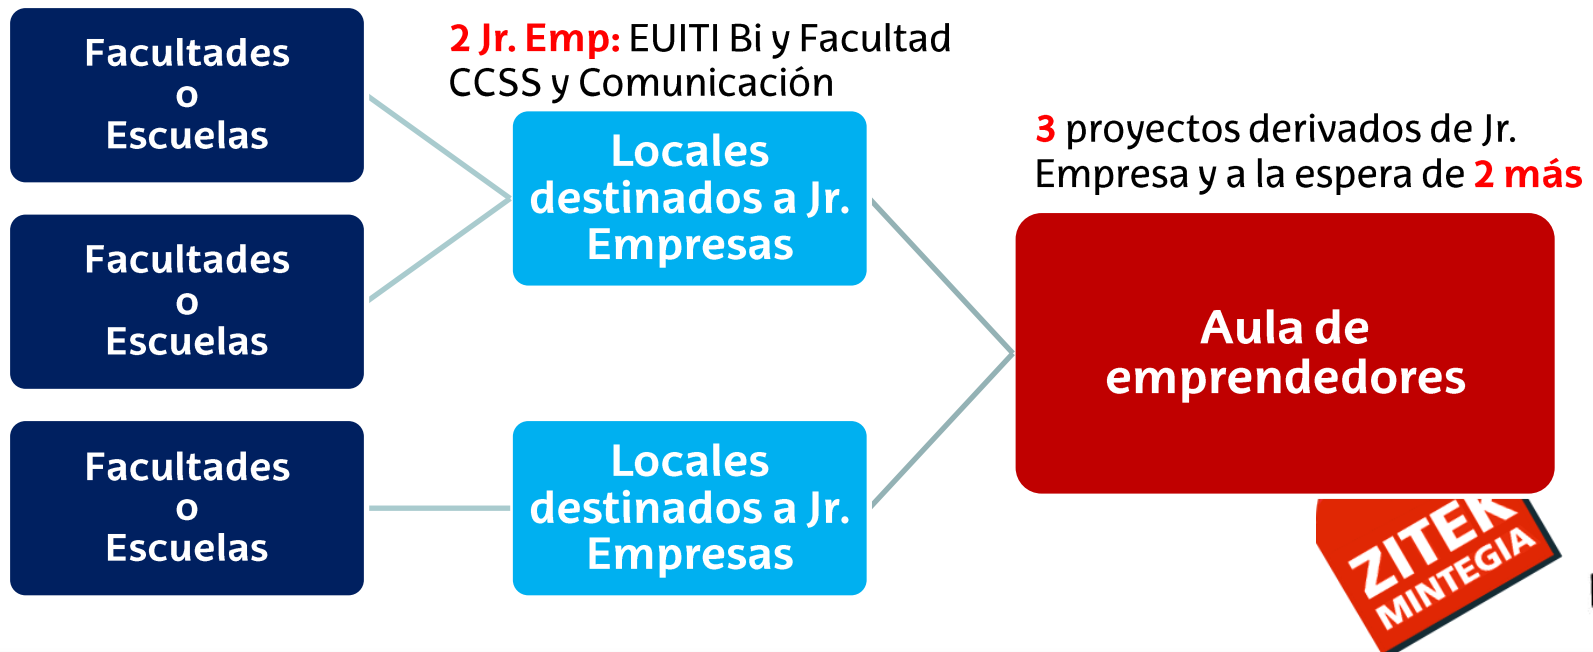 Facultades
o
Escuelas
2 Jr. Emp: EUITI Bi y Facultad
CCSS y Comunicación
Locales
destinados a Jr.
Empresas
3 proyectos derivados de Jr.
Empresa y a la espera de 2 más
Facultades
o
Escuelas
Aula de
emprendedores
Facultades
o
Escuelas
Locales
destinados a Jr.
Empresas
ZITEK
MINTEGIA